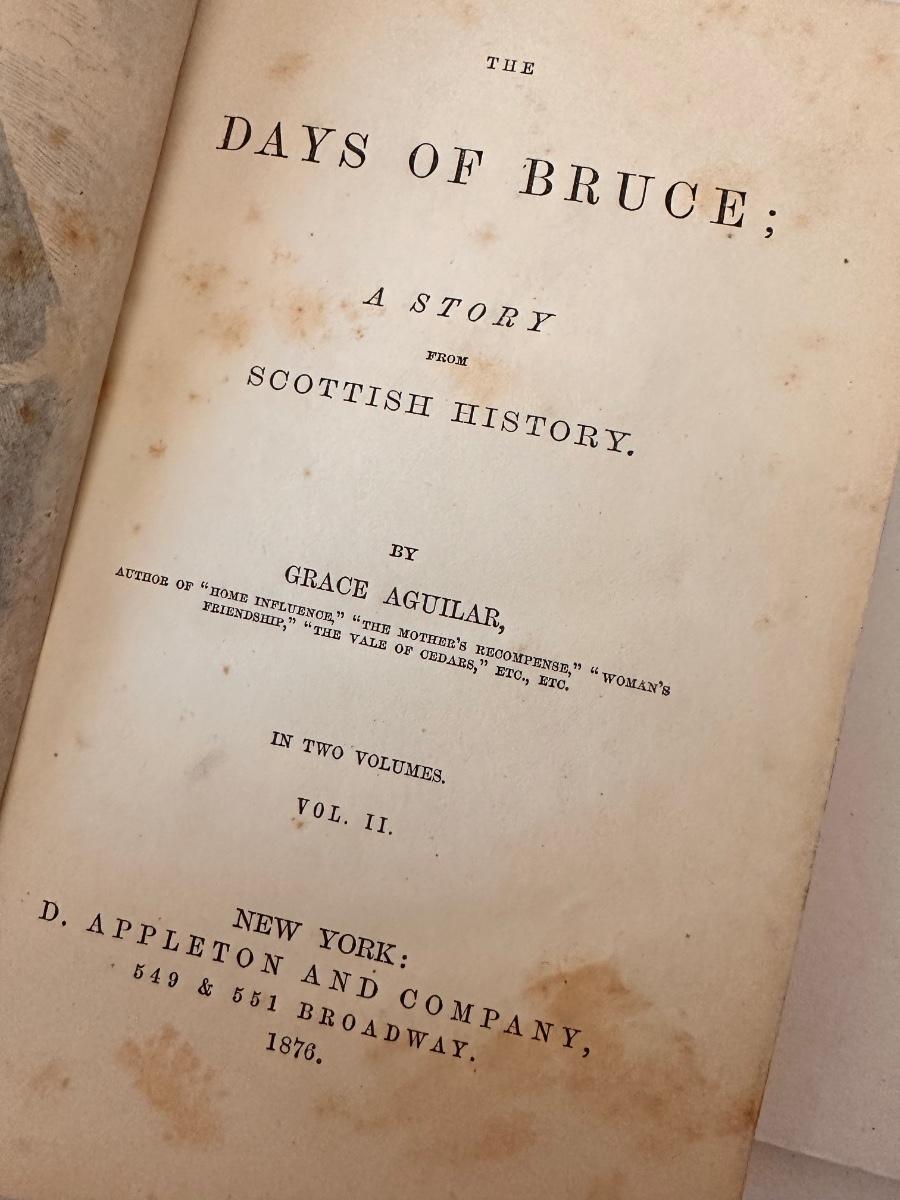 THE
DAYS OF BRUCE;
A STORY
FROM
SCOTTISH HISTORY.
BY
GRACE AGUILAR,
AUTHOR OF “HOME INFLUENCE,” “THE MOTHER'S RECOMPENSE,” “WOMAN'S
FRIENDSHIP,” “THE VALE OF CEDARS,” ETC., ETC.
IN TWO VOLUMES.
VOL. II.
NEW YORK:
D. APPLETON AND COMPANY,
549 & 551 BROADWAY.
1876.